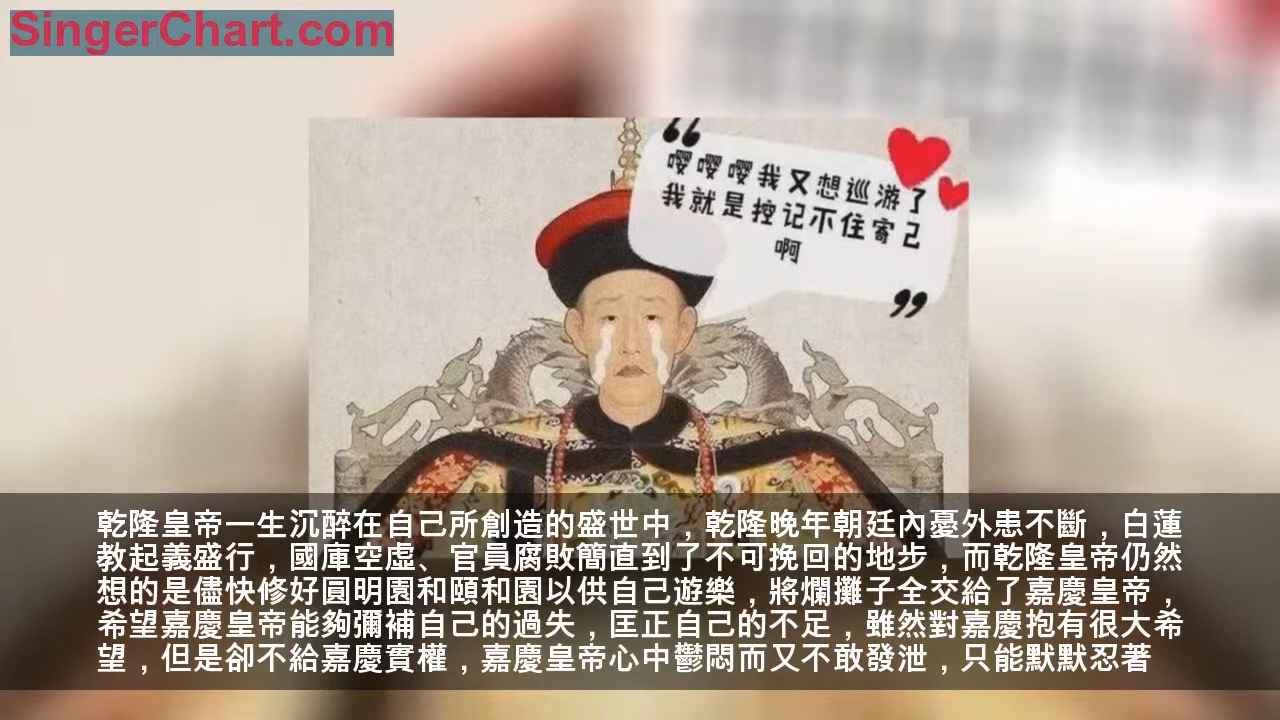 SingerChart.com
嘤嘤嘤我又想巡游了
我就是控记不住寄己
啊
乾隆皇帝一生沉醉在自己所創造的盛世中，乾隆晚年朝廷內憂外患不斷，白蓮
教起義盛行，國庫空虛、官員腐敗簡直到了不可挽回的地步，而乾隆皇帝仍然
想的是儘快修好圓明園和頤和園以供自己遊樂，將爛攤子全交給了嘉慶皇帝，
希望嘉慶皇帝能夠彌補自己的過失，匡正自己的不足，雖然對嘉慶抱有很大希
望，但是卻不給嘉慶實權，嘉慶皇帝心中鬱悶而又不敢發泄，只能默默忍著